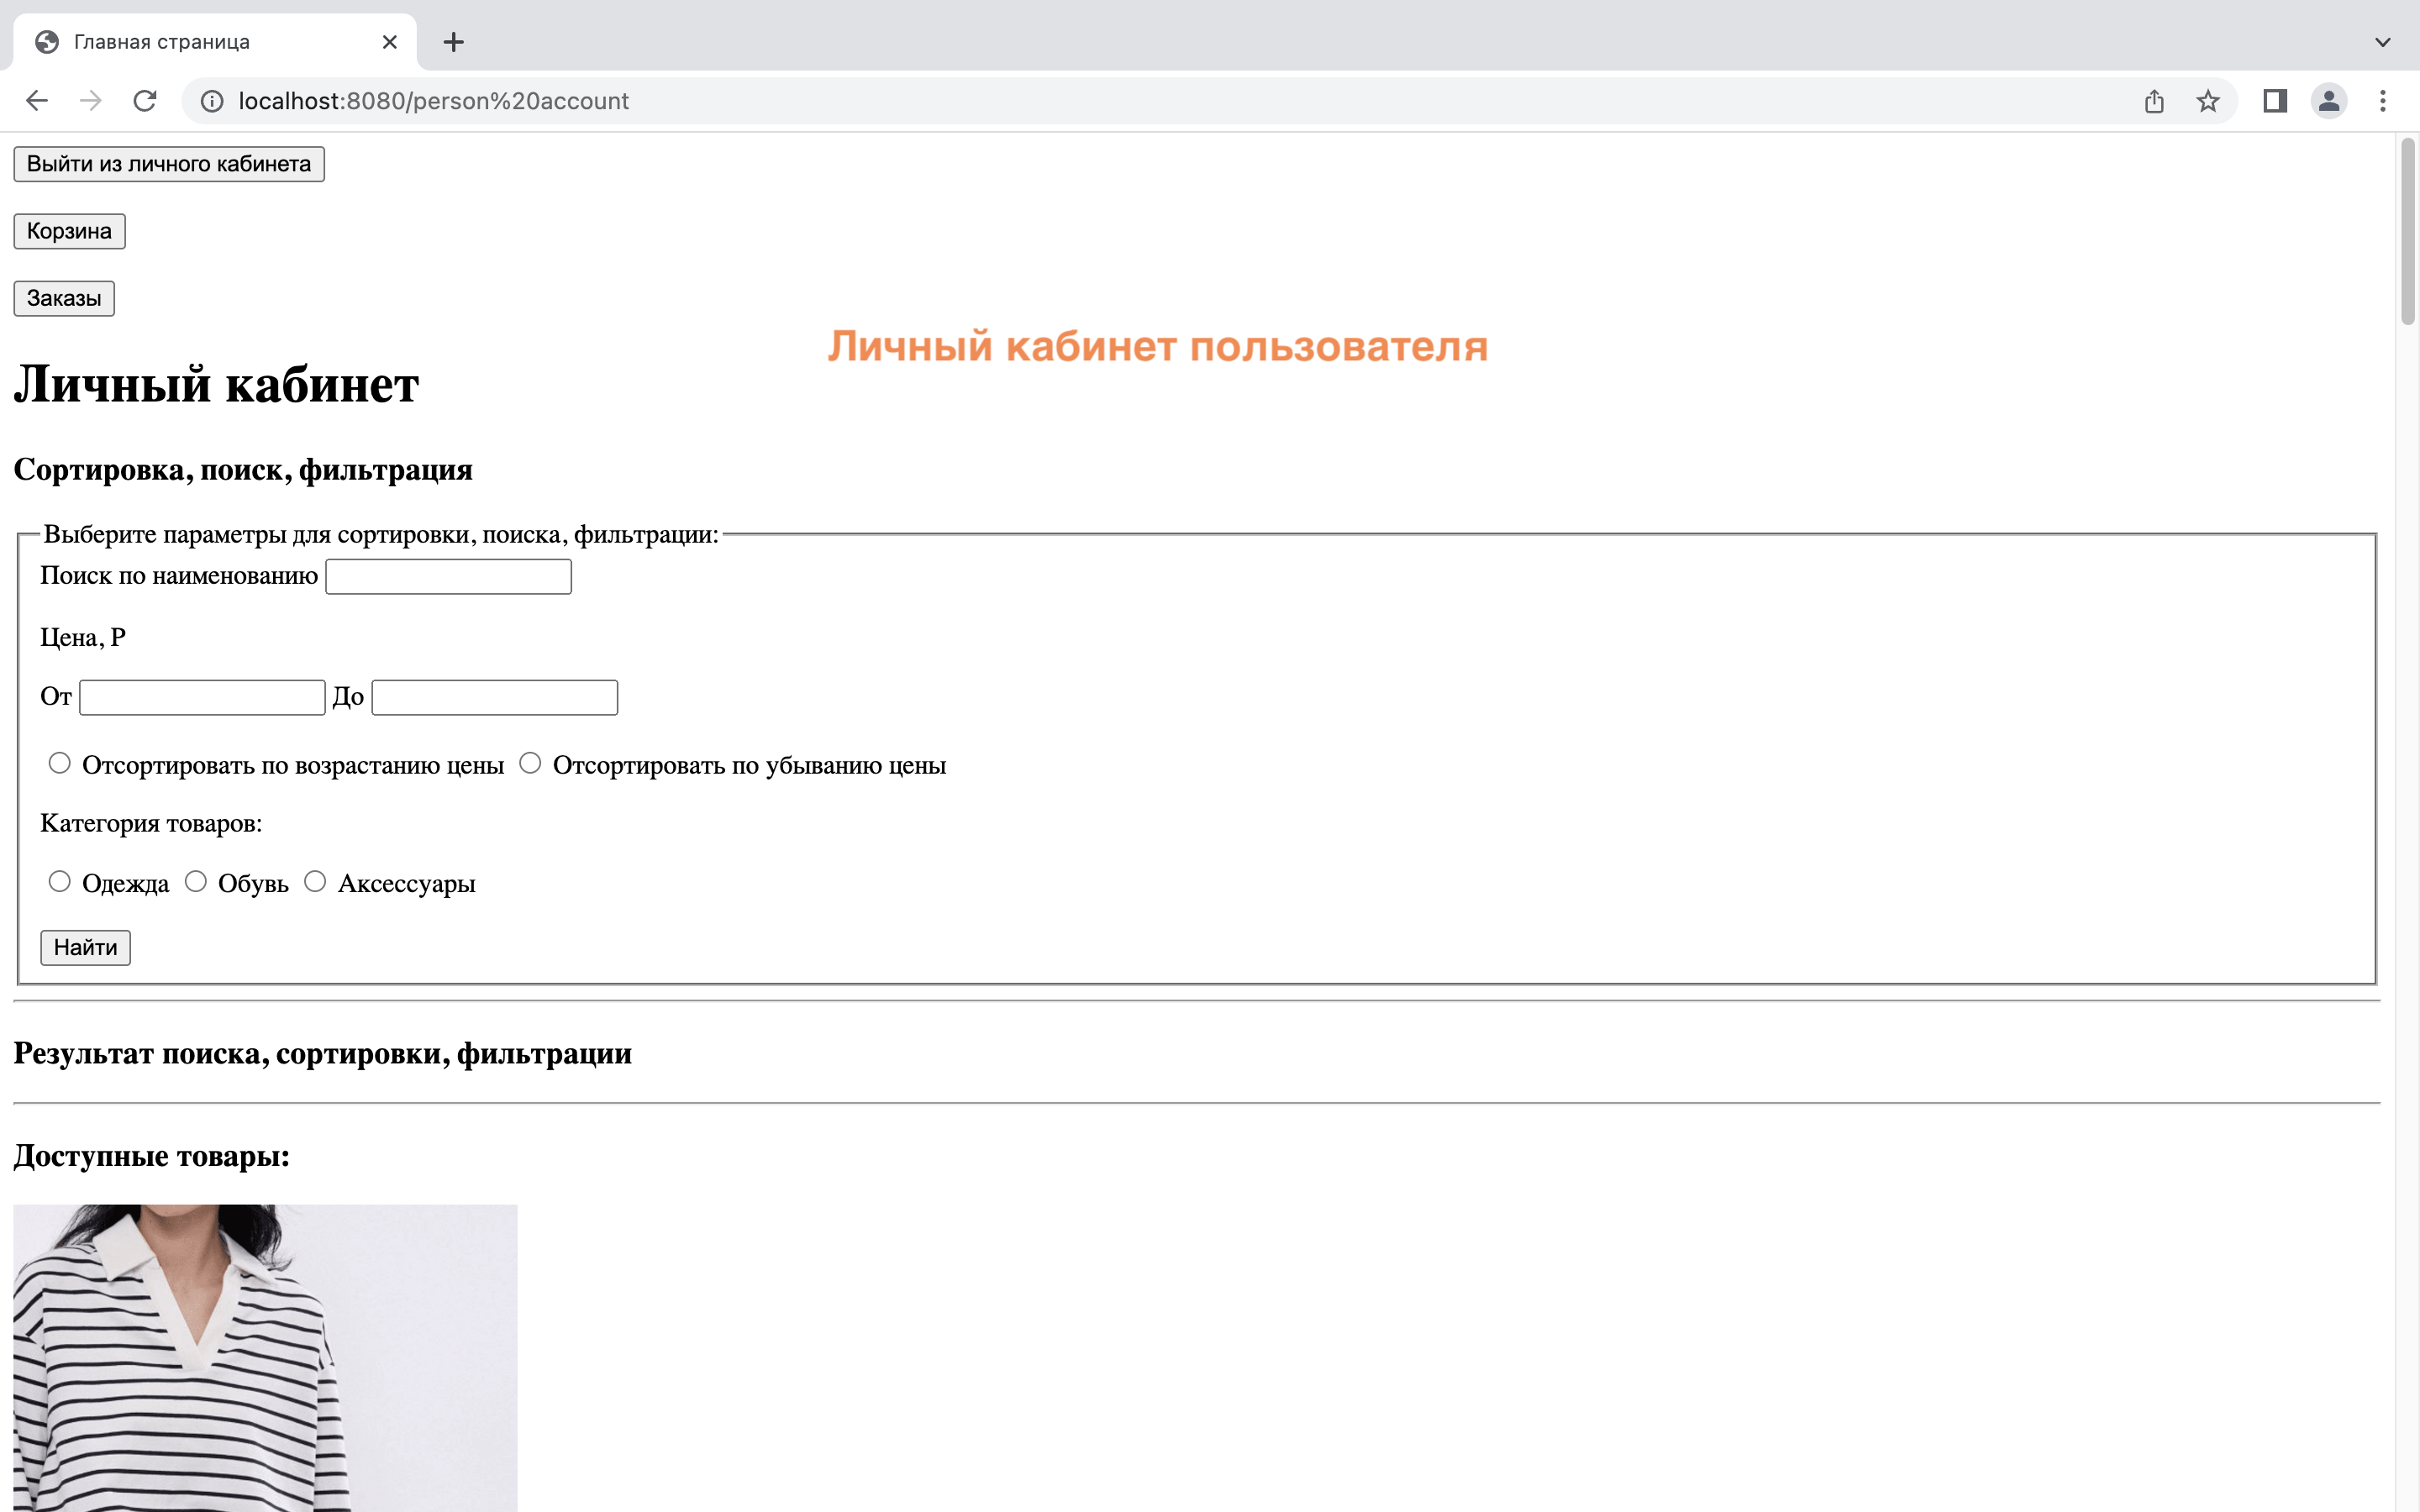 Главная страница
localhost:8080/person%20account
Выйти из личного кабинета
Корзина
Заказы
Личный кабинет пользователя
Личный кабинет
Сортировка, поиск, фильтрация
Выберите параметры для сортировки, поиска, фильтрации:
Поиск по наименованию
Цена, Р
От До
Отсортировать по возрастанию цены Отсортировать по убыванию цены
Категория товаров:
Одежда Обувь Аксессуары
Найти
Результат поиска, сортировки, фильтрации
Доступные товары: